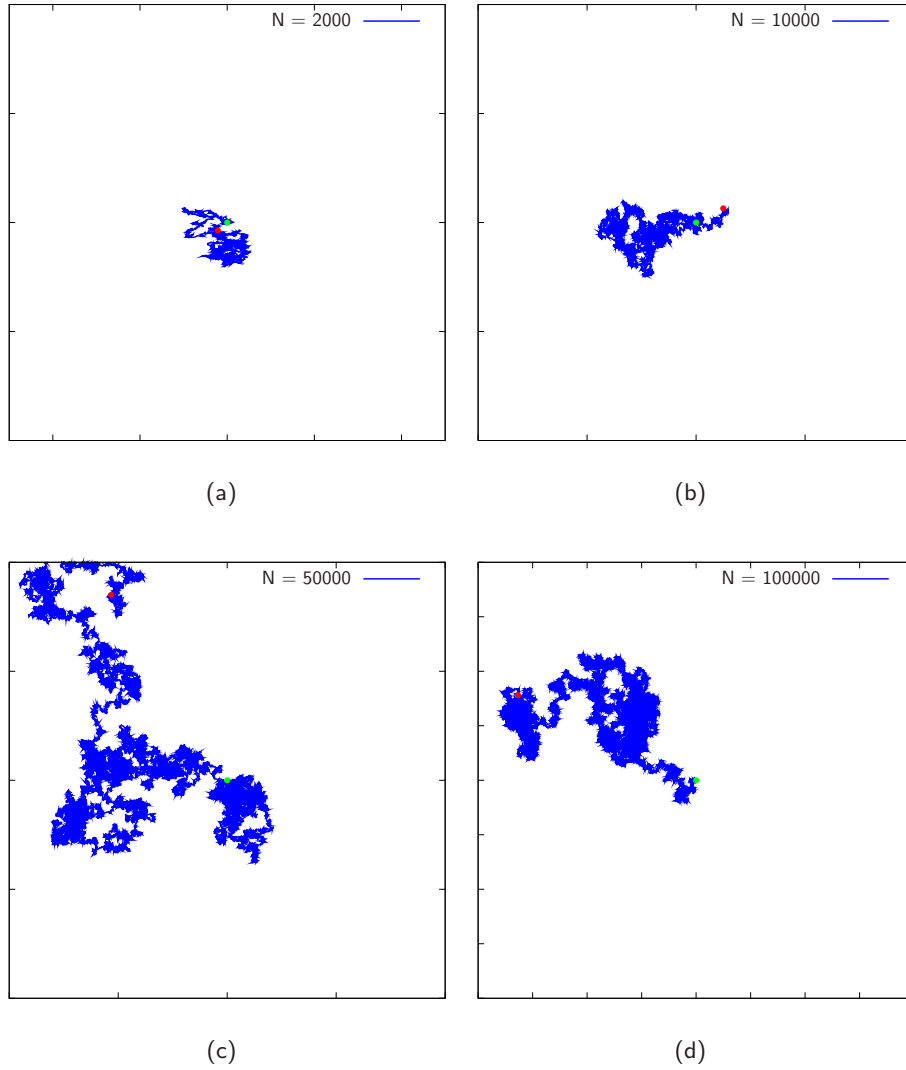 N = 2000
N = 10000
(a)
(b)
N = 50000
N = 100000
(c)
(d)